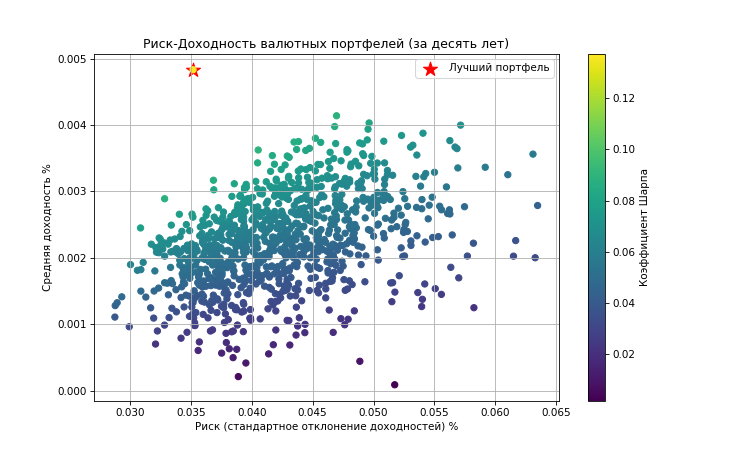 Риск-Доходность валютных портфелей (за десять лет)
Лучший портфель
Средняя доходность %
0.005
0.004
0.003
0.002
0.001
0.000
0.030 0.035 0.040 0.045 0.050 0.055 0.060 0.065
Риск (стандартное отклонение доходностей) %
0.12
0.10
0.08
0.06
0.04
0.02
Коэффициент Шарпа